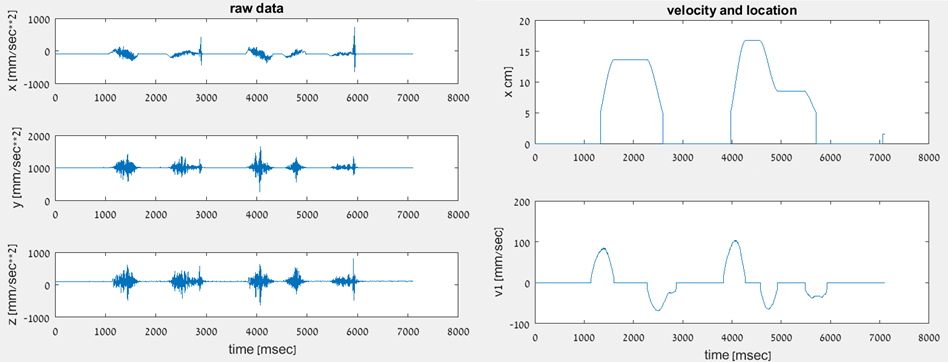 raw data
1000
0
-1000
x [mm/sec**2]
0 1000 2000 3000 4000 5000 6000 7000 8000
2000
1000
0
y [mm/sec**2]
0 1000 2000 3000 4000 5000 6000 7000 8000
1000
0
-1000
z [mm/sec**2]
0 1000 2000 3000 4000 5000 6000 7000 8000
time [msec]
velocity and location
20
15
10
5
0
x cm]
0 1000 2000 3000 4000 5000 6000 7000 8000
200
100
0
-100
v1 [mm/sec]
0 1000 2000 3000 4000 5000 6000 7000 8000
time [msec]